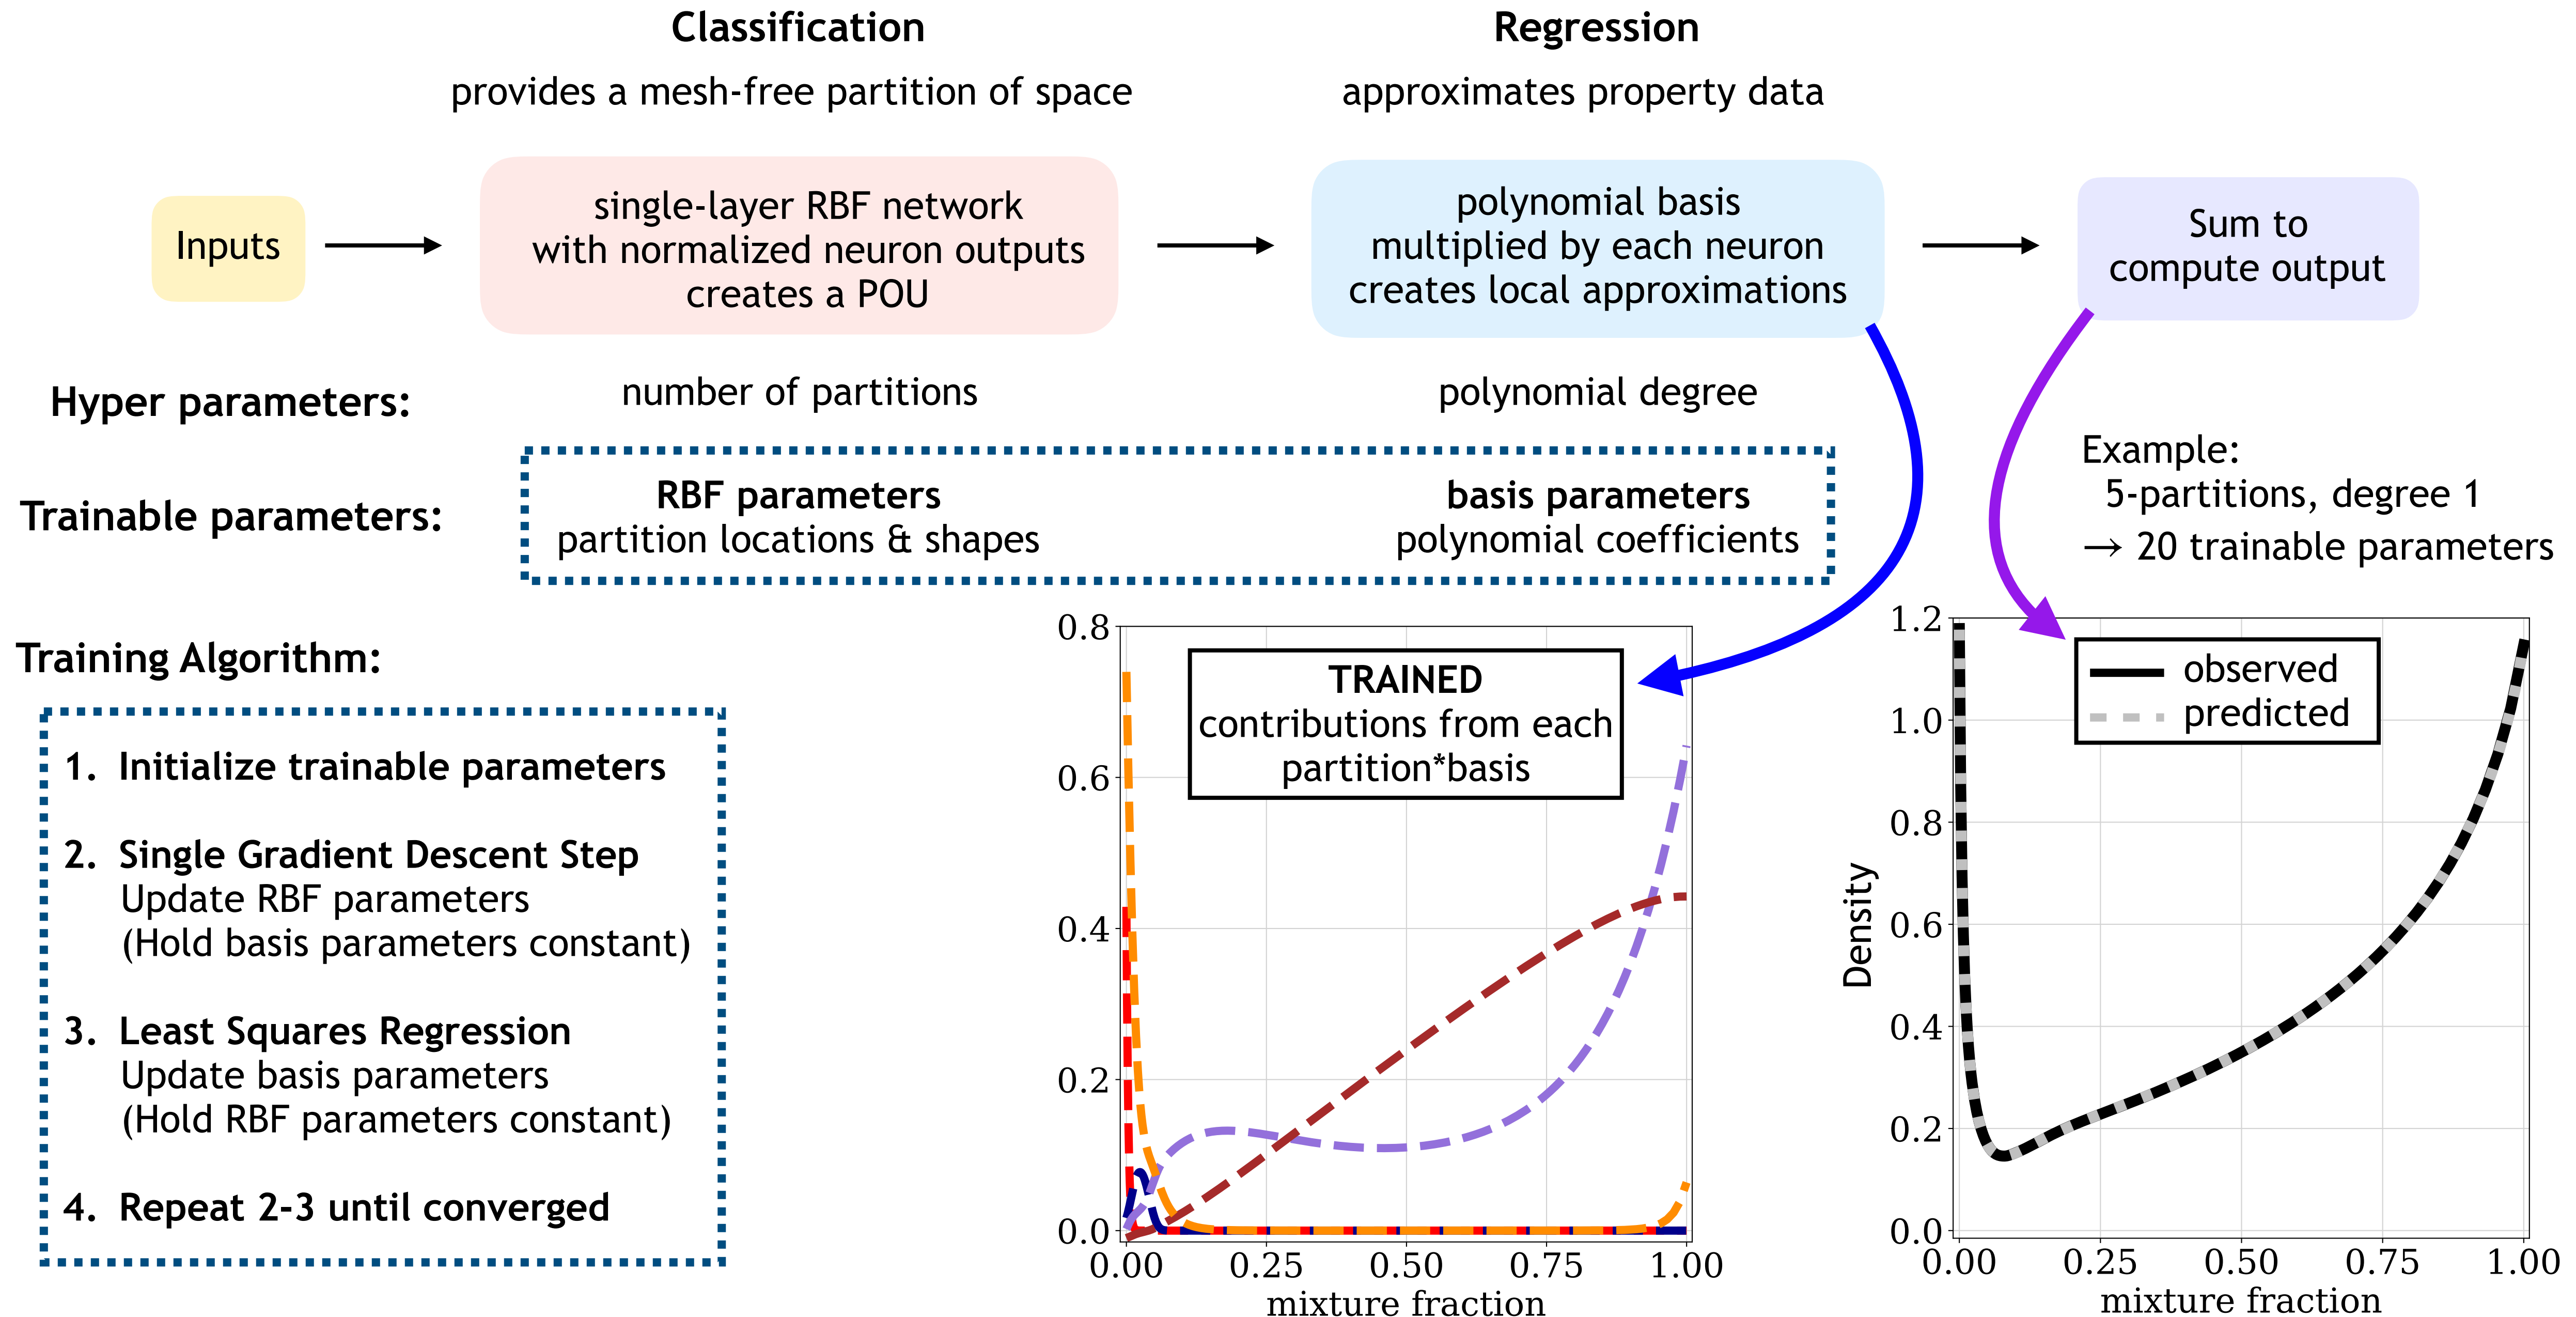 Classification
provides a mesh-free partition of space
Regression
approximates property data
Inputs
single-layer RBF network
with normalized neuron outputs
creates a POU
polynomial basis
multiplied by each neuron
creates local approximations
Sum to
compute output
Hyper parameters:
number of partitions
polynomial degree
Trainable parameters:
RBF parameters
partition locations & shapes
basis parameters
polynomial coefficients
Example:
5-partitions, degree 1
→ 20 trainable parameters
Training Algorithm:
1. Initialize trainable parameters
2. Single Gradient Descent Step
Update RBF parameters
(Hold basis parameters constant)
3. Least Squares Regression
Update basis parameters
(Hold RBF parameters constant)
4. Repeat 2-3 until converged
0.8
0.6
0.4
0.2
0.0
TRAINED
contributions from each
partition*basis
0.00 0.25 0.50 0.75 1.00
mixture fraction
1.2
1.0
0.8
0.6
0.4
0.2
0.0
Density
observed
predicted
0.00 0.25 0.50 0.75 1.00
mixture fraction